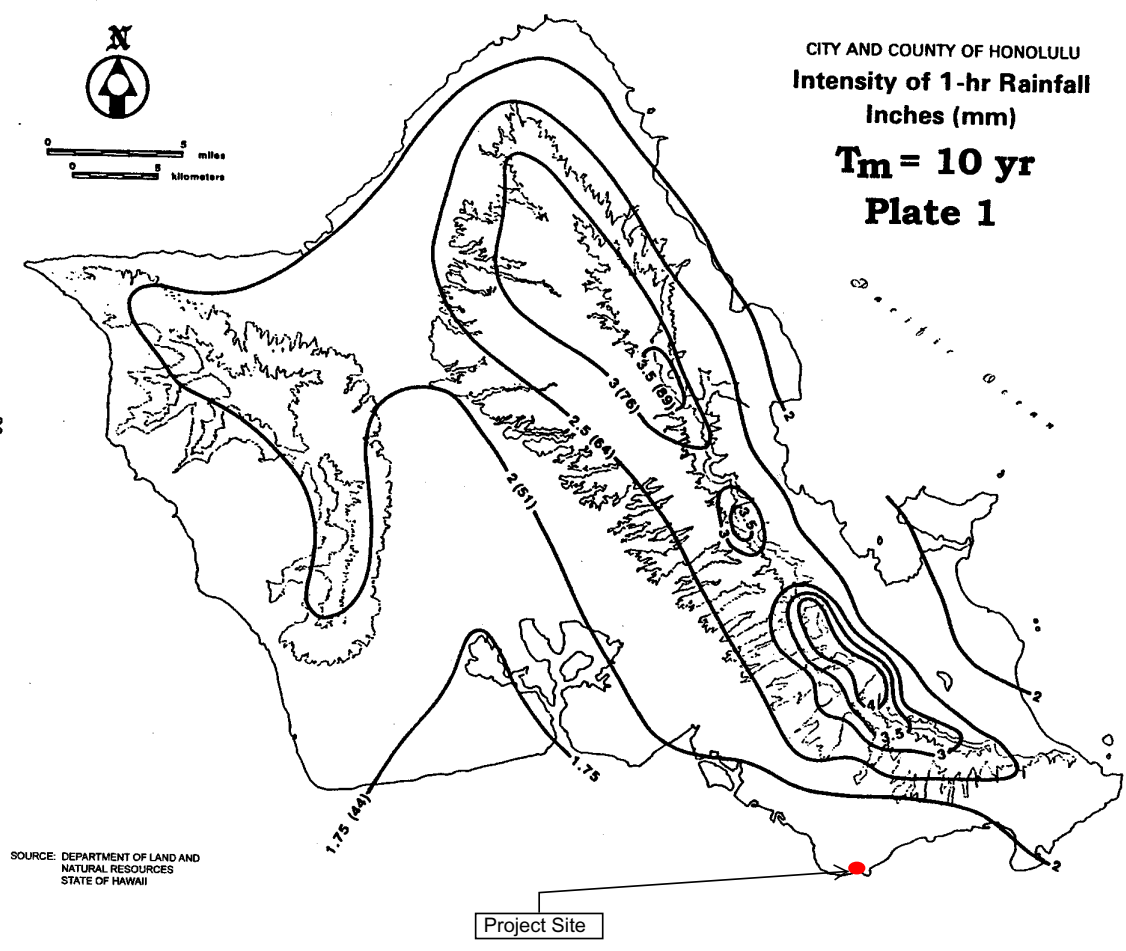 N
CITY AND COUNTY OF HONOLULU
Intensity of 1-hr Rainfall
Inches (mm)
Tm = 10 yr
Plate 1
0 5
miles
0 5
kilometers
Pacific
Ocean
3.5 (89)
3 (76)
2
2.5 (64)
2 (51)
3.5
3
2
4
3.5
3
1.75
1.75 (44)
2
SOURCE: DEPARTMENT OF LAND AND
NATURAL RESOURCES
STATE OF HAWAII
Project Site